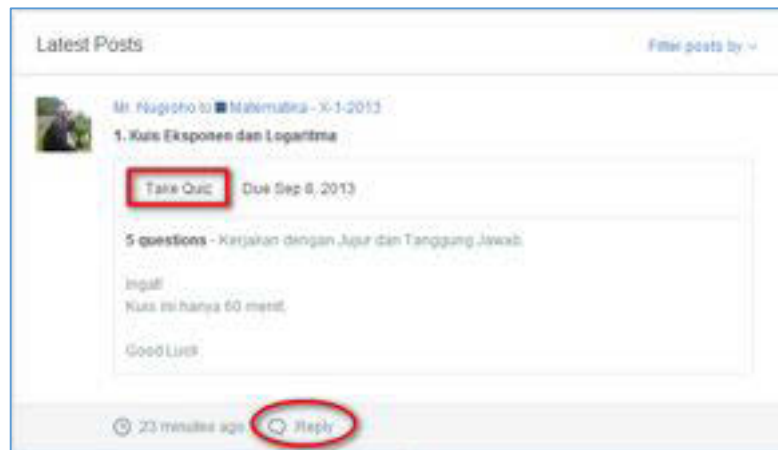 Latest Posts
Filter posts by
Mr. Nugroho to Matematika - X-1-2013
1. Kuis Eksponen dan Logaritma
Take Quiz
Due Sep 8, 2013
5 questions - Kerjakan dengan Jujur dan Tanggung Jawab.
Ingat!
Kuis ini hanya 60 menit.
Good Luck
23 minutes ago
Reply